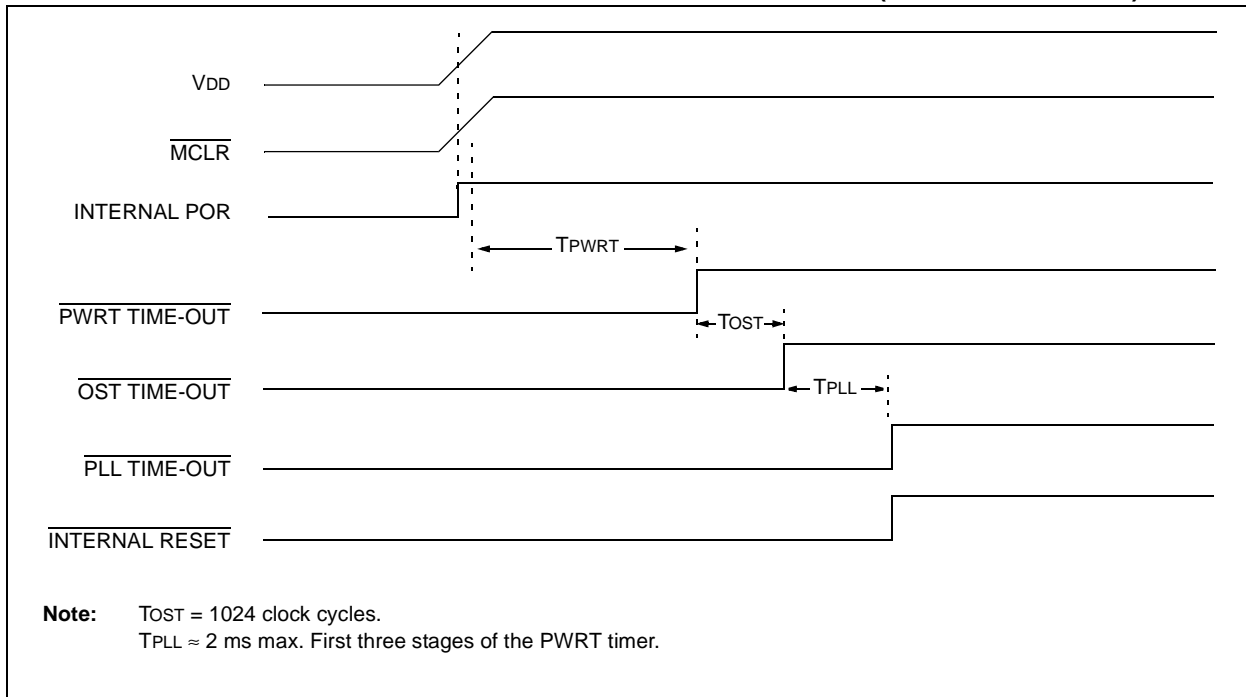 VDD
MCLR
INTERNAL POR
TPWRT
PWRT TIME-OUT
TOST
OST TIME-OUT
TPLL
PLL TIME-OUT
INTERNAL RESET
Note: TOST = 1024 clock cycles.
TPLL ≈ 2 ms max. First three stages of the PWRT timer.